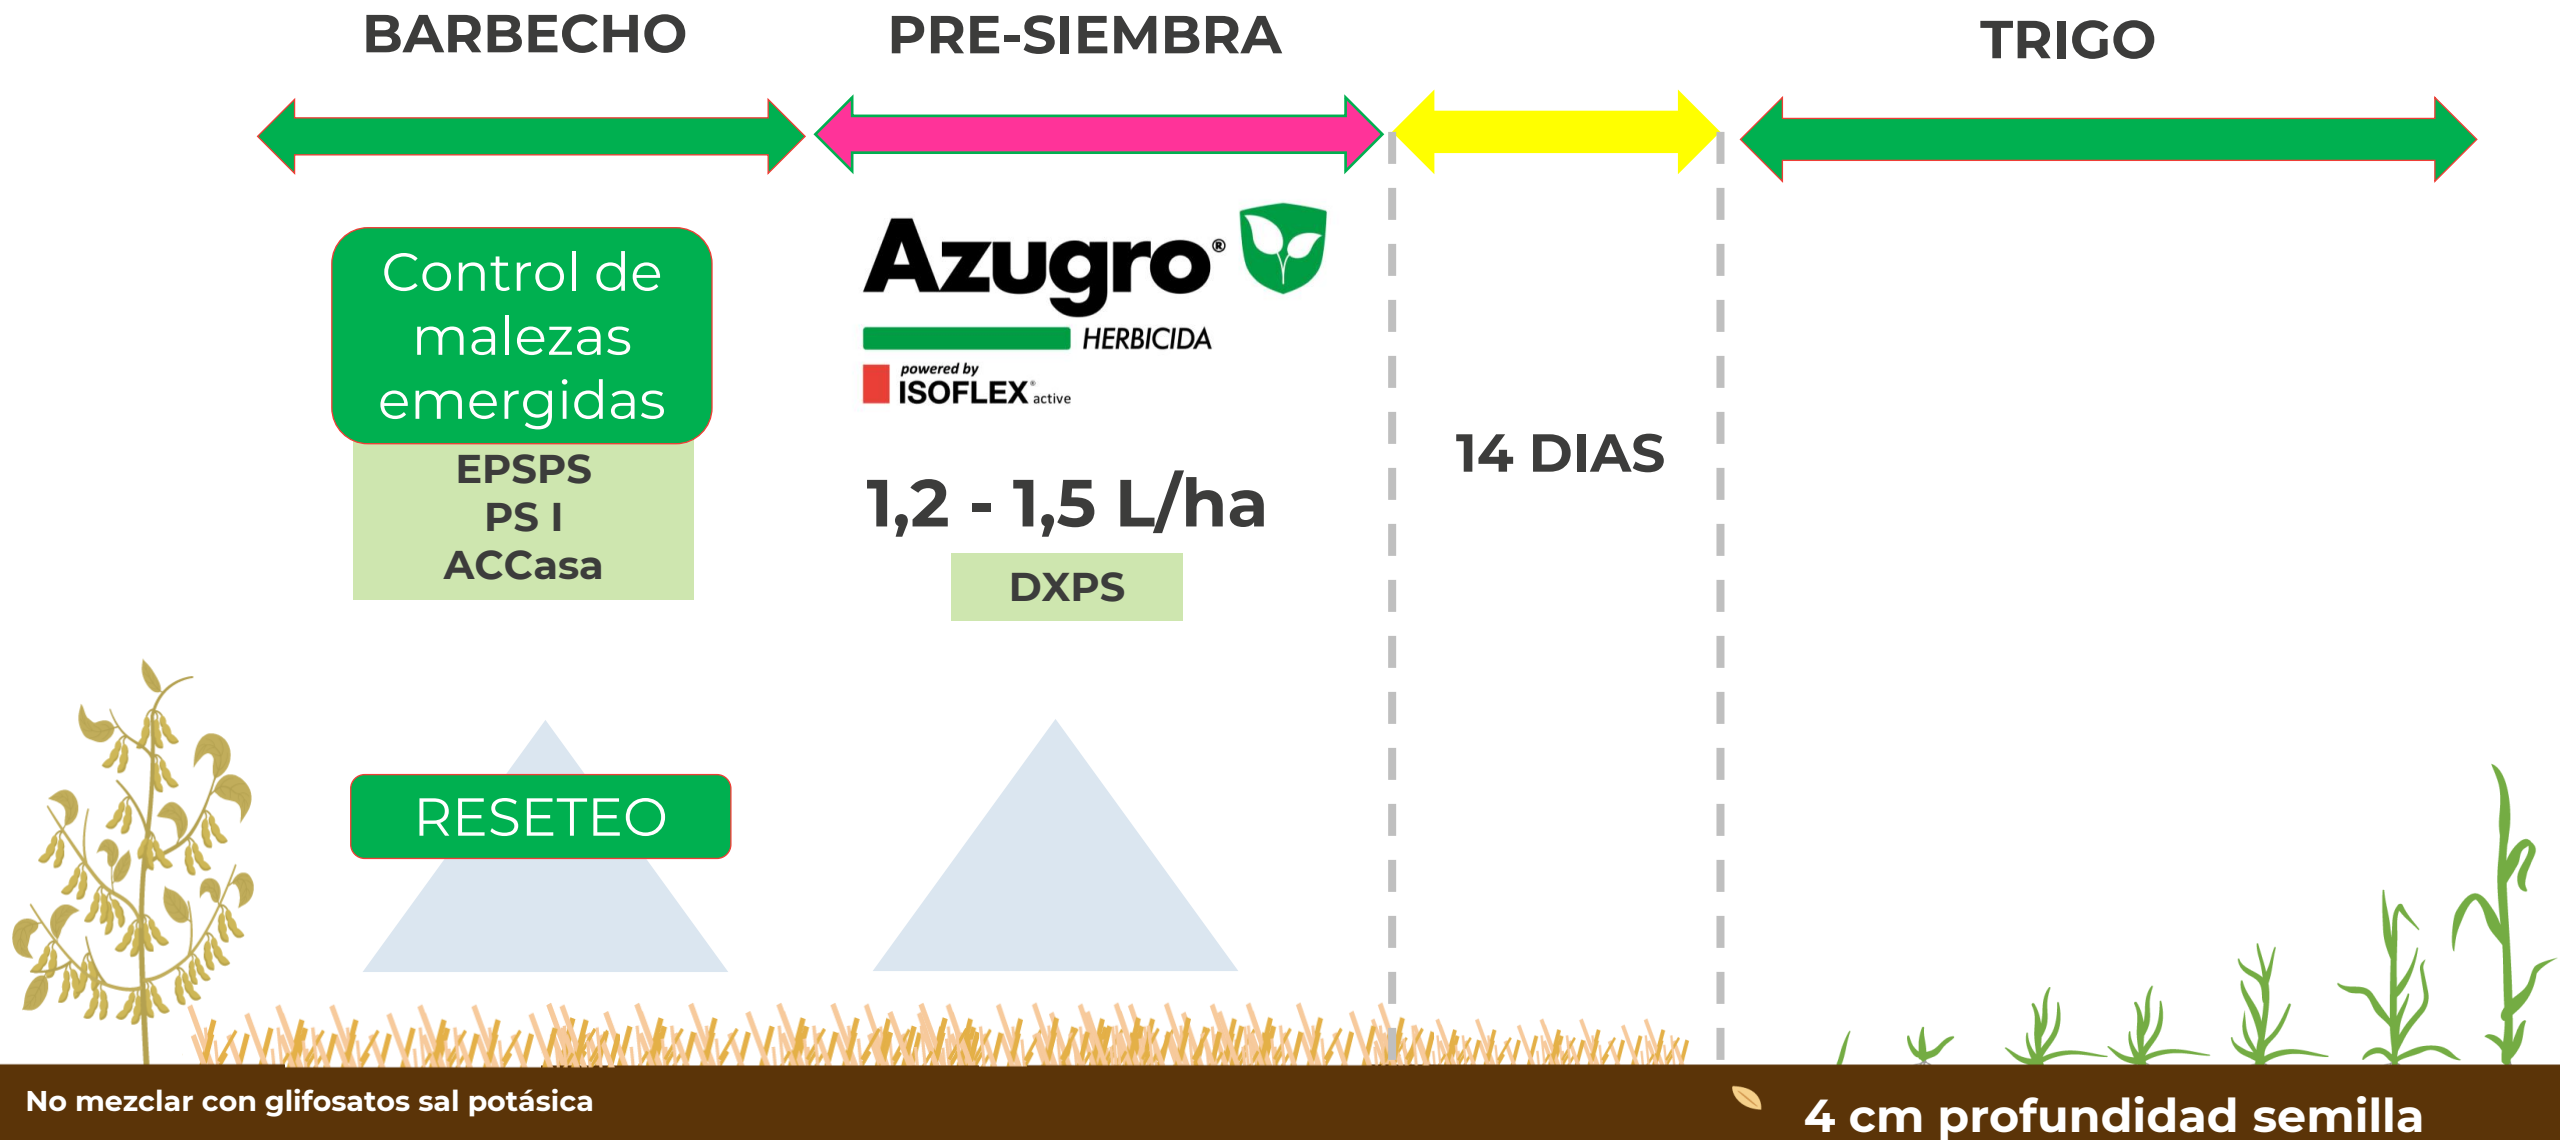 BARBECHO
PRE-SIEMBRA
TRIGO
Control de
malezas
emergidas
EPSPS
PS I
ACCasa
RESETEO
Azugro®
HERBICIDA
powered by
ISOFLEX® active
1,2 - 1,5 L/ha
DXPS
14 DIAS
No mezclar con glifosatos sal potásica
4 cm profundidad semilla